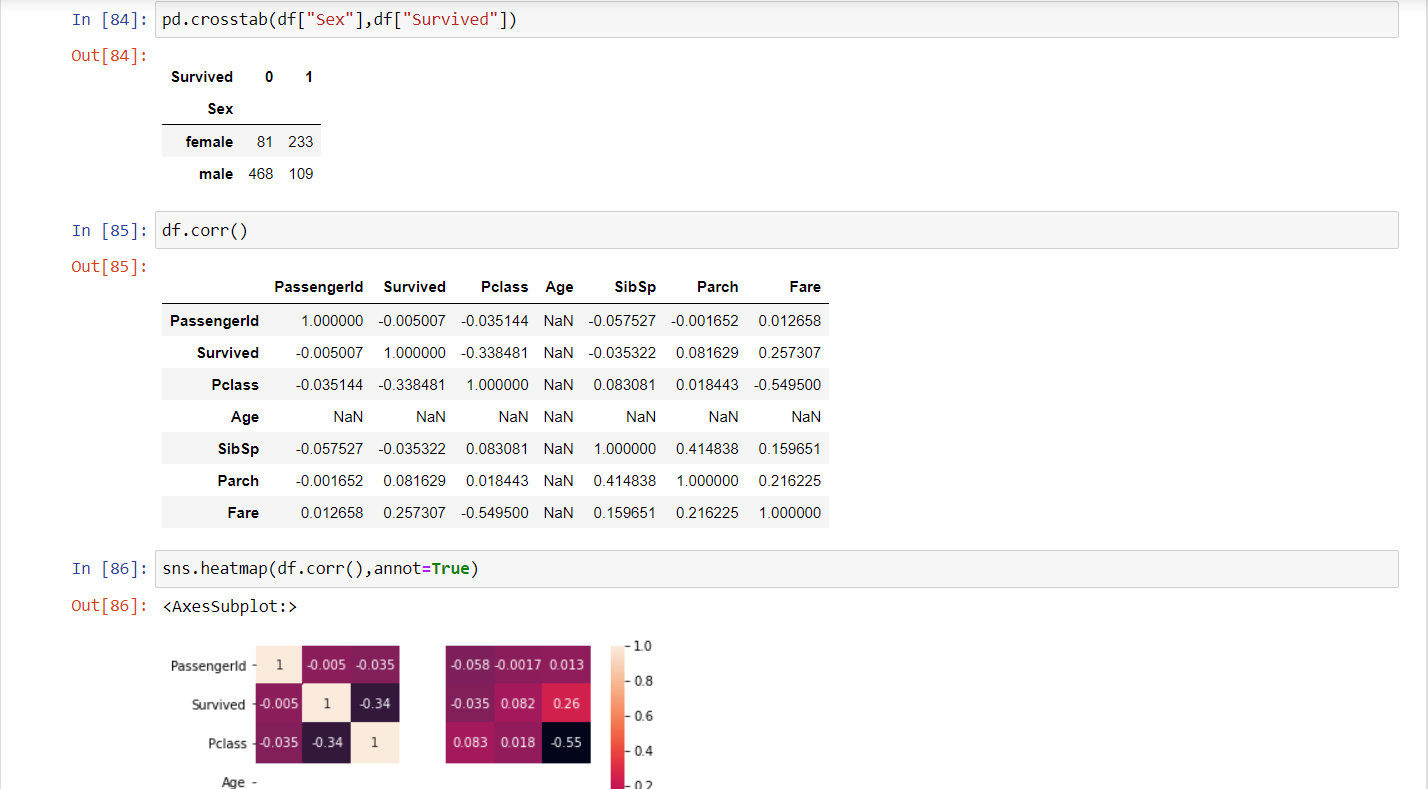 In [84]: pd.crosstab(df["Sex"],df["Survived"])
Out[84]:
Survived 0 1
Sex
female 81 233
male 468 109
In [85]: df.corr()
Out[85]:
PassengerId Survived Pclass Age SibSp Parch Fare
PassengerId 1.000000 -0.005007 -0.035144 NaN -0.057527 -0.001652 0.012658
Survived -0.005007 1.000000 -0.338481 NaN -0.035322 0.081629 0.257307
Pclass -0.035144 -0.338481 1.000000 NaN 0.083081 0.018443 -0.549500
Age NaN NaN NaN NaN NaN NaN NaN
SibSp -0.057527 -0.035322 0.083081 NaN 1.000000 0.414838 0.159651
Parch -0.001652 0.081629 0.018443 NaN 0.414838 1.000000 0.216225
Fare 0.012658 0.257307 -0.549500 NaN 0.159651 0.216225 1.000000
In [86]: sns.heatmap(df.corr(),annot=True)
Out[86]: <AxesSubplot:>
1.0
PassengerId 1 -0.005 -0.035 -0.058 -0.0017 0.013
0.8
Survived -0.005 1 -0.34 -0.035 0.082 0.26
0.6
Pclass -0.035 -0.34 1 0.083 0.018 -0.55
0.4
Age
0.2